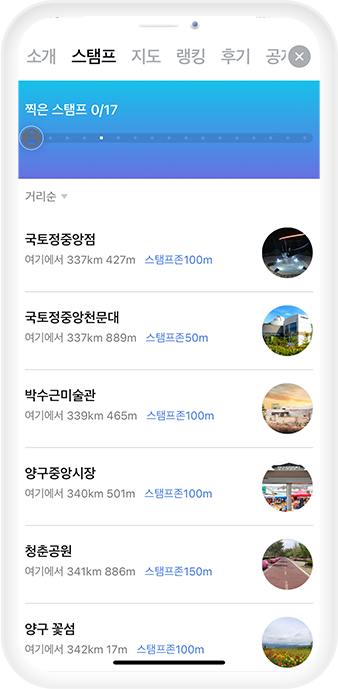 소개 스탬프 지도 랭킹 후기
찍은 스탬프 0/17
거리순
국토정중앙점
여기에서 337km 427m 스탬프존100m
국토정중앙천문대
여기에서 337km 889m 스탬프존50m
박수근미술관
여기에서 339km 465m 스탬프존100m
양구중앙시장
여기에서 340km 501m 스탬프존100m
청춘공원
여기에서 341km 886m 스탬프존150m
양구 꽃섬
여기에서 342km 17m 스탬프존100m